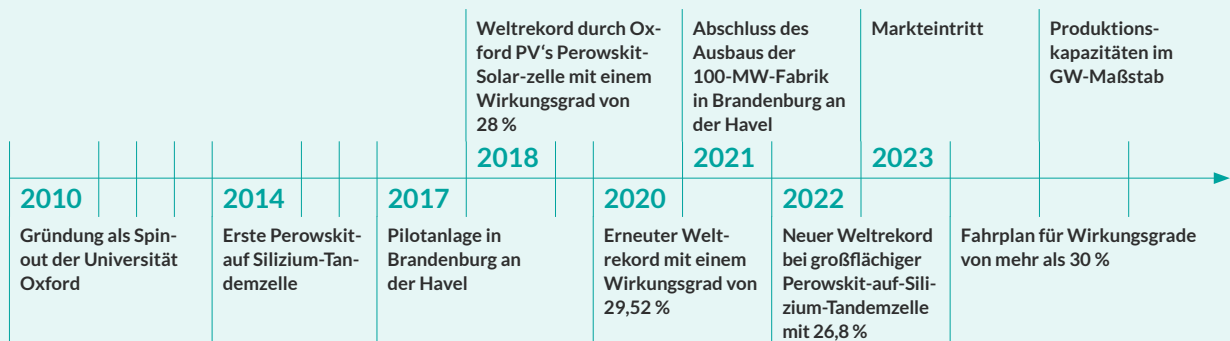 2010
Gründung als Spin-
out der Universität
Oxford
2014
Erste Perowskit-
auf Silizium-Tan-
demzelle
2017
Pilotanlage in
Brandenburg an
der Havel
Weltrekord durch Ox-
ford PV‘s Perowskit-
Solar-zelle mit einem
Wirkungsgrad von
28 %
2018
2020
Erneuter Welt-
rekord mit einem
Wirkungsgrad von
29,52 %
Abschluss des
Ausbaus der
100-MW-Fabrik
in Brandenburg an
der Havel
2021
2022
Neuer Weltrekord
bei großflächiger
Perowskit-auf-Sili-
zium-Tandemzelle
mit 26,8 %
Markteintritt
2023
Fahrplan für Wirkungsgrade
von mehr als 30 %
Produktions-
kapazitäten im
GW-Maßstab